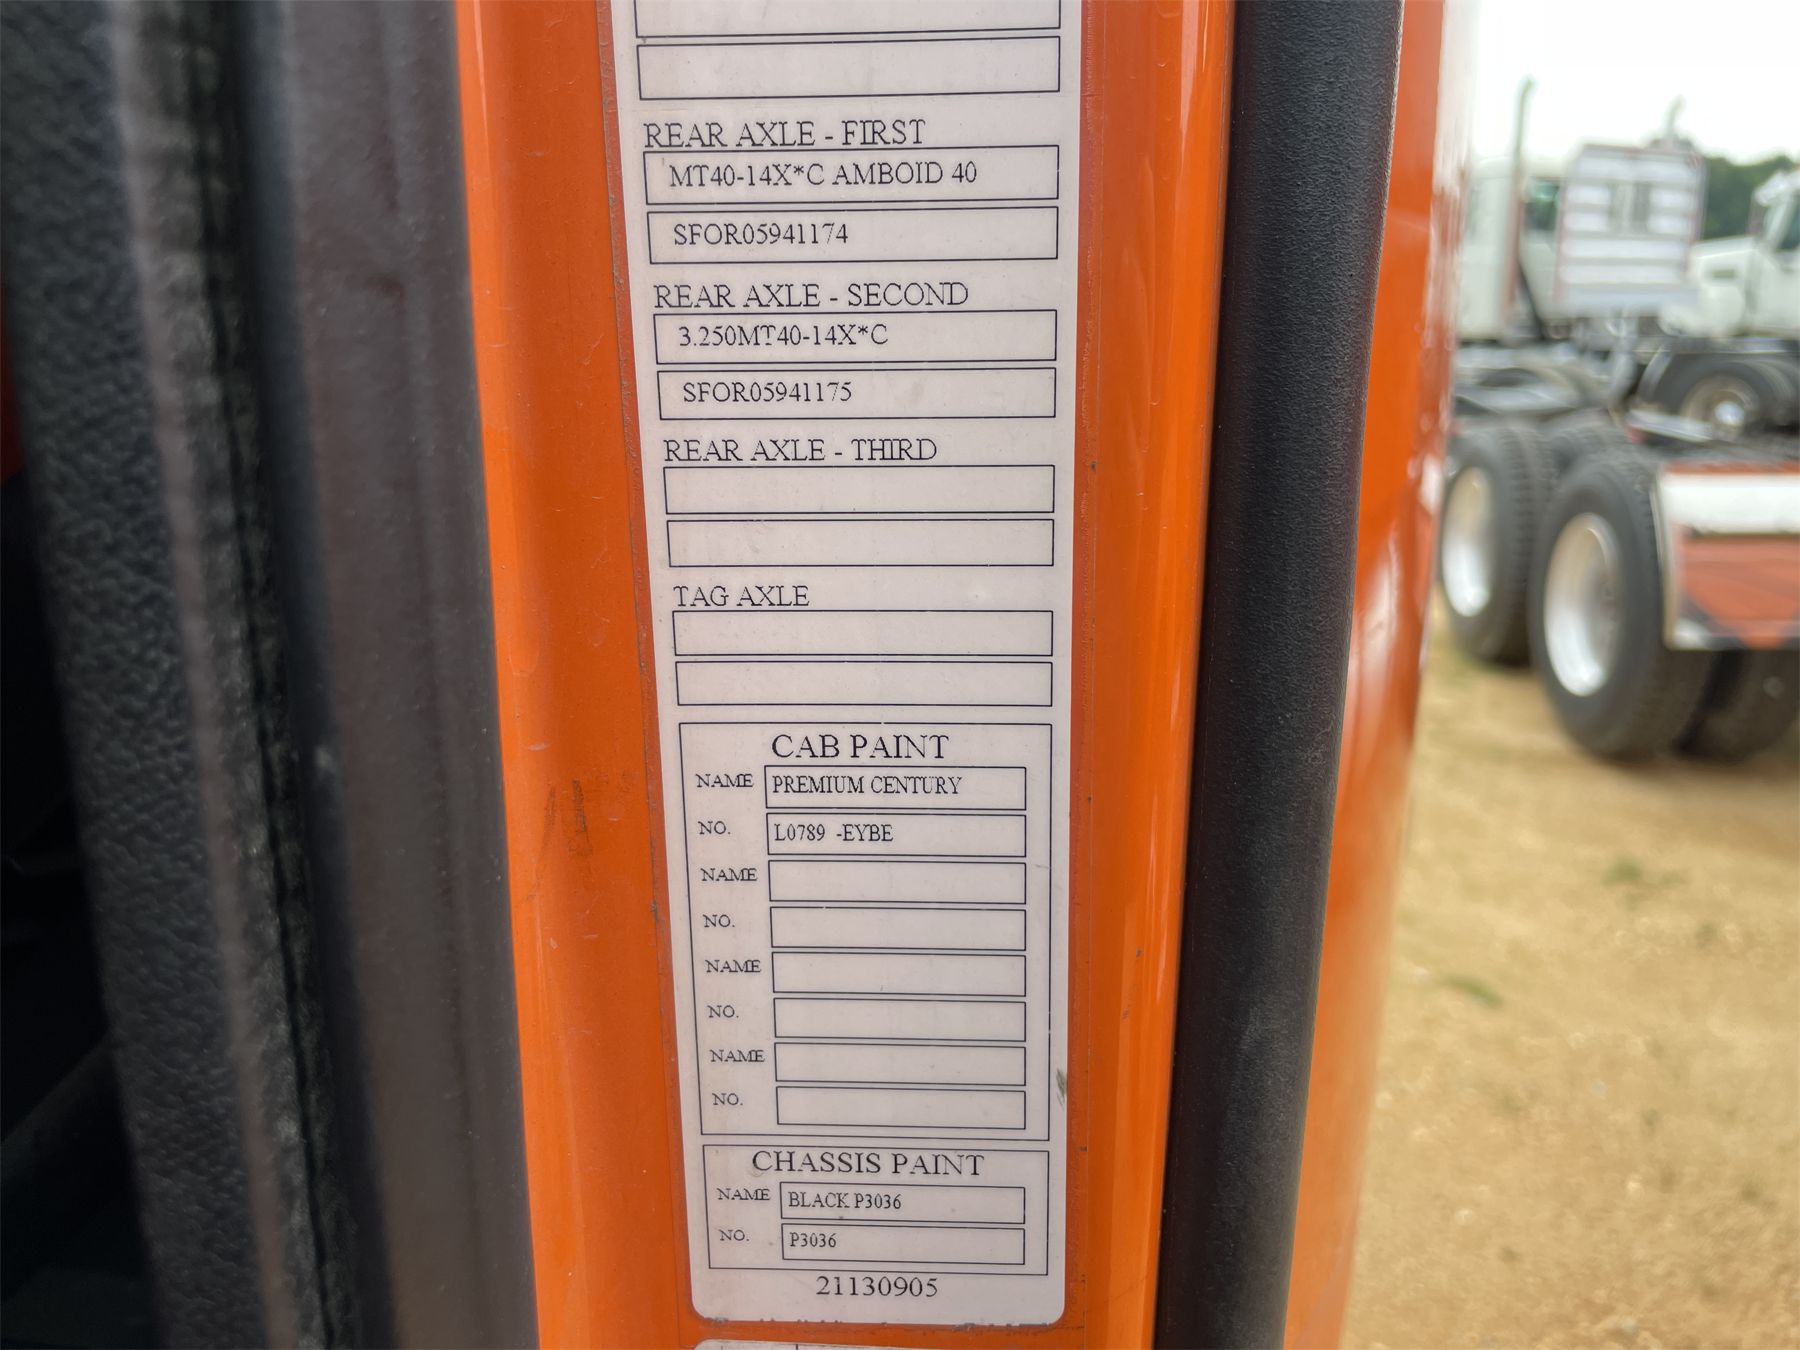 REAR AXLE - FIRST
MT40-14X*C AMBOID 40
SFOR05941174
REAR AXLE - SECOND
3.250MT40-14X*C
SFOR05941175
REAR AXLE - THIRD
TAG AXLE
CAB PAINT
NAME PREMIUM CENTURY
NO. L0789 -EYBE
NAME
NO.
NAME
NO.
NAME
NO.
CHASSIS PAINT
NAME BLACK P3036
NO. P3036
21130905